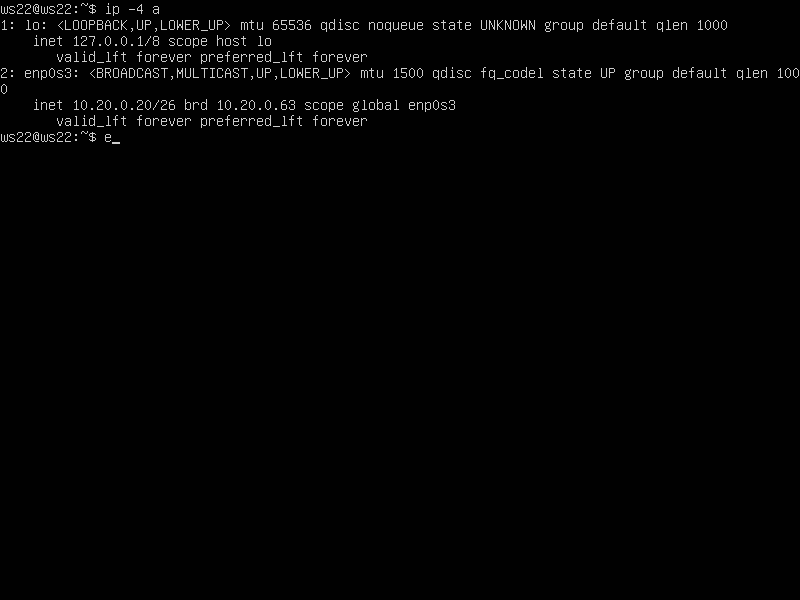 ws22@ws22:~$ ip -4 a
1: lo: <LOOPBACK,UP,LOWER_UP> mtu 65536 qdisc noqueue state UNKNOWN group default qlen 1000
    inet 127.0.0.1/8 scope host lo
       valid_lft forever preferred_lft forever
2: enp0s3: <BROADCAST,MULTICAST,UP,LOWER_UP> mtu 1500 qdisc fq_codel state UP group default qlen 100
0
    inet 10.20.0.20/26 brd 10.20.0.63 scope global enp0s3
       valid_lft forever preferred_lft forever
ws22@ws22:~$ e_